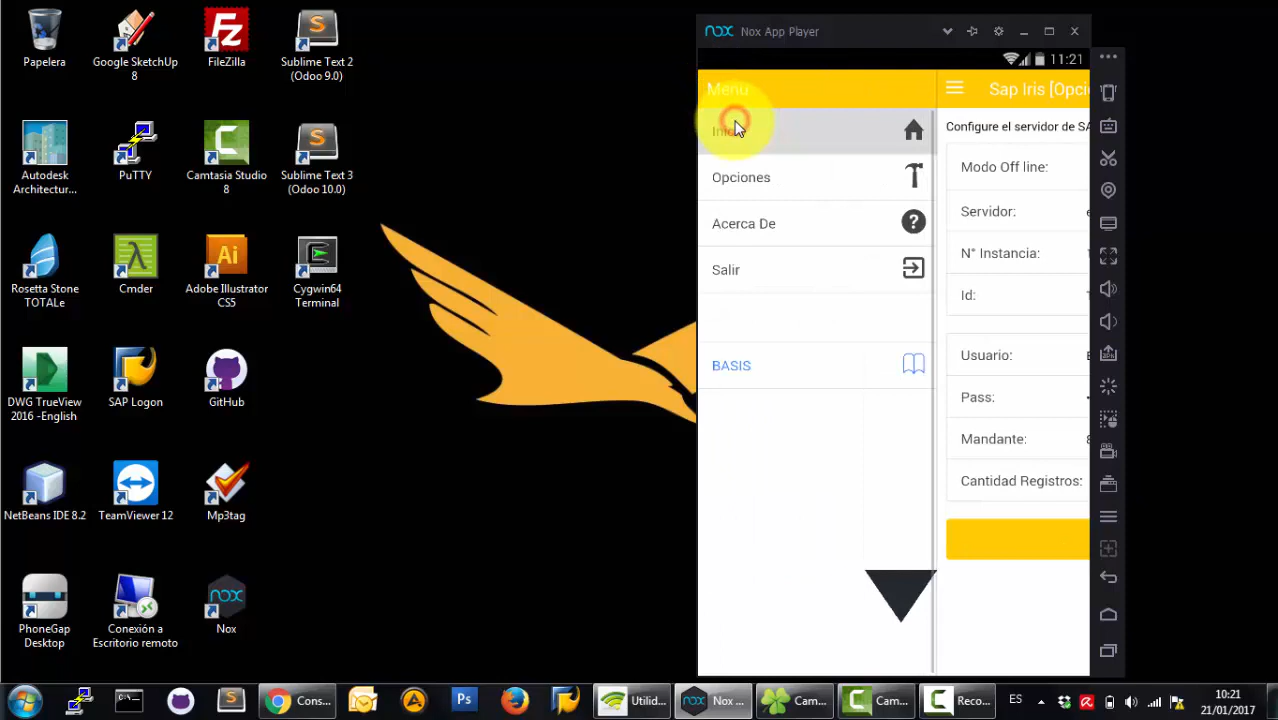 Papelera
Google SketchUp
8
FileZilla
Sublime Text 2
(Odoo 9.0)
Autodesk
Architectur...
PuTTY
Camtasia Studio
8
Sublime Text 3
(Odoo 10.0)
Rosetta Stone
TOTALe
Cmder
Adobe Illustrator
CS5
Cygwin64
Terminal
DWG TrueView
2016 -English
SAP Logon
GitHub
NetBeans IDE 8.2
TeamViewer 12
Mp3tag
PhoneGap
Desktop
Conexión a
Escritorio remoto
Nox
nox Nox App Player
11:21
Menu
Sap Iris [Opci
Opciones
Acerca De
Salir
BASIS
Configure el servidor de SA
Modo Off line:
Servidor:
N° Instancia:
Id:
Usuario:
Pass:
Mandante:
Cantidad Registros:
Cons...
Utilid...
Nox ...
Cam...
Cam...
Reco...
ES
10:21
21/01/2017